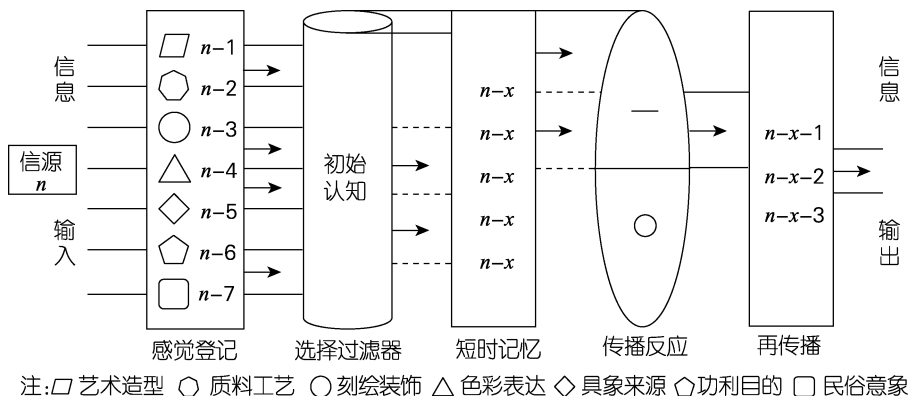 信息
输入
信源
n
n-1
n-2
n-3
n-4
n-5
n-6
n-7
感觉登记
初始
认知
选择过滤器
n-x
n-x
n-x
n-x
n-x
短时记忆
传播反应
n-x-1
n-x-2
n-x-3
再传播
信息
输出
注:艺术造型 质料工艺 刻绘装饰 色彩表达 具象来源 功利目的 民俗意象